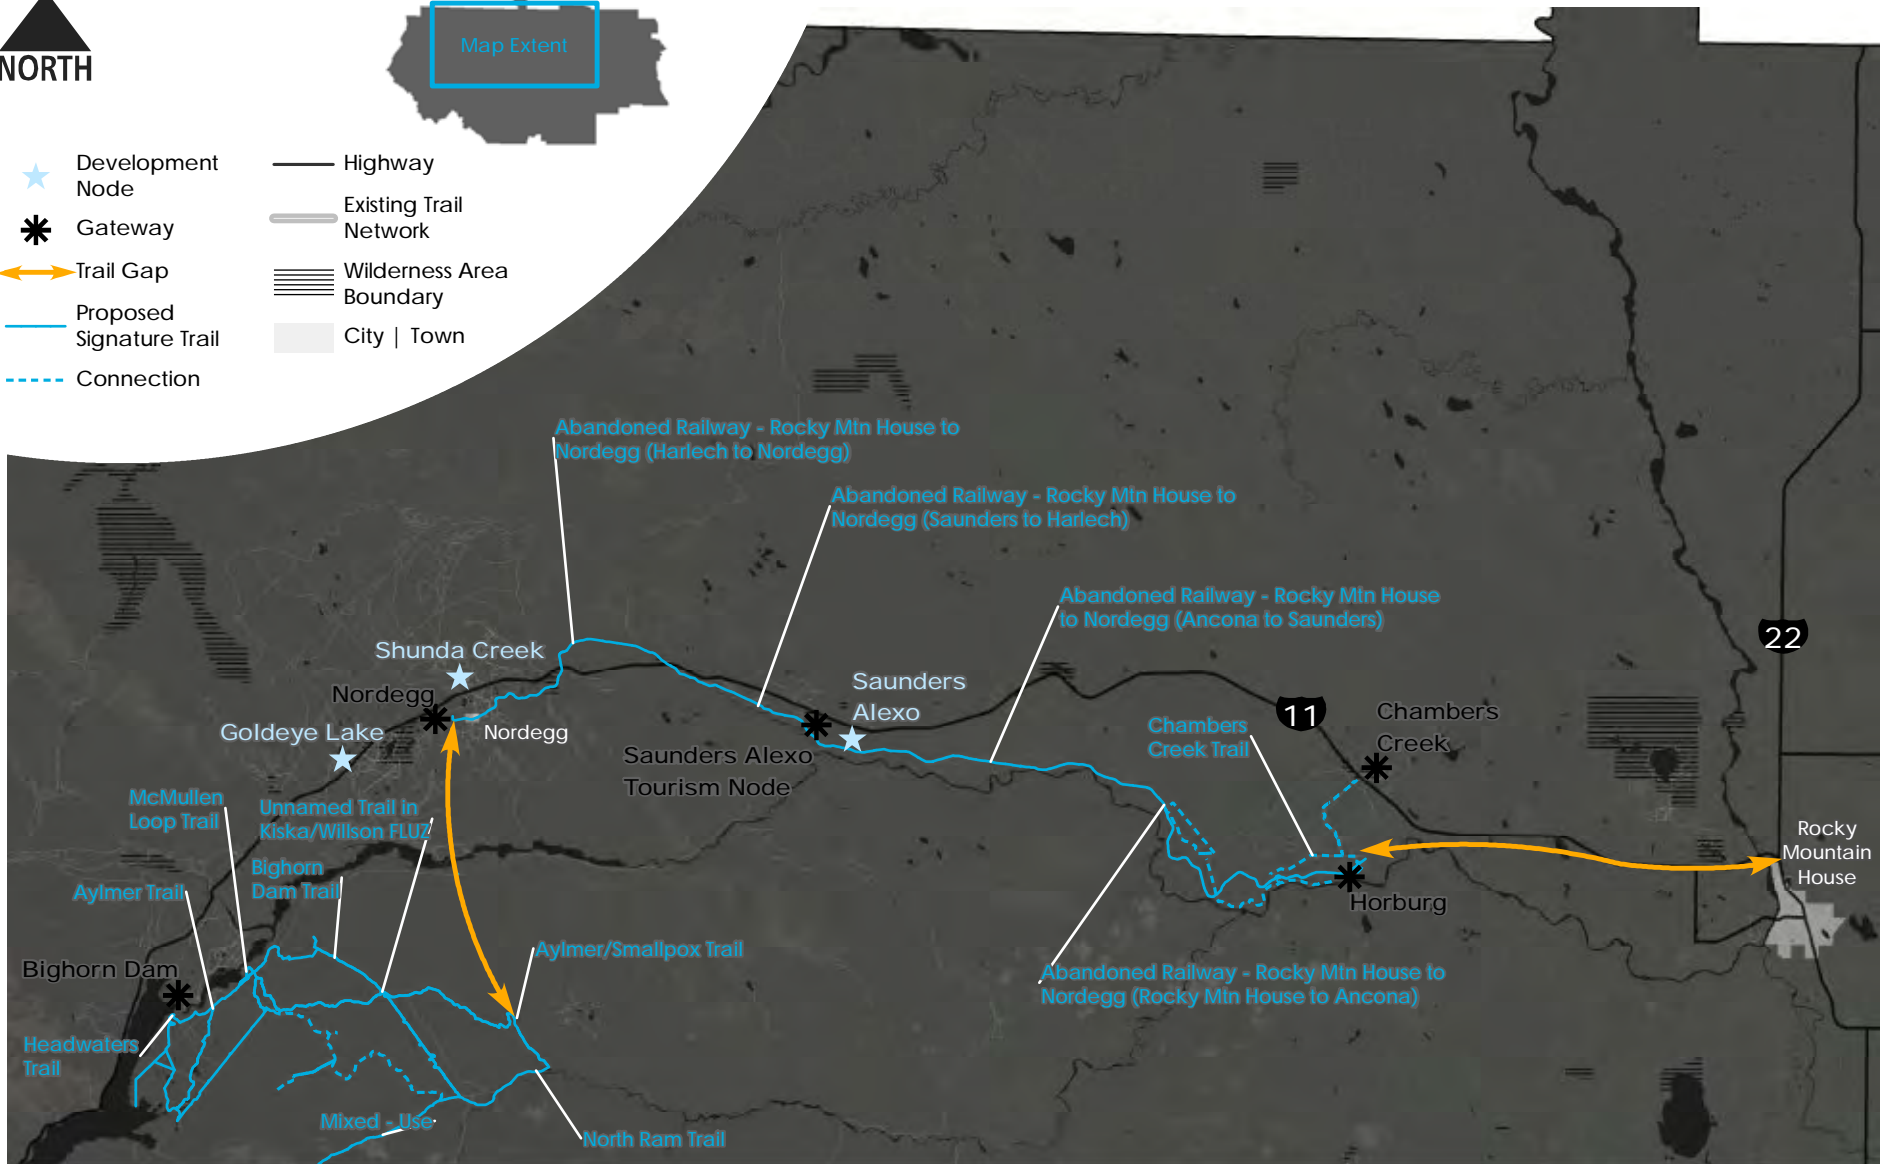 NORTH
Map Extent
Development
Node
Gateway
Trail Gap
Proposed
Signature Trail
Connection
Highway
Existing Trail
Network
Wilderness Area
Boundary
City | Town
Abandoned Railway - Rocky Mtn House to
Nordegg (Harlech to Nordegg)
Abandoned Railway - Rocky Mtn House to
Nordegg (Saunders to Harlech)
Abandoned Railway - Rocky Mtn House
to Nordegg (Ancona to Saunders)
22
Shunda Creek
Nordegg
Goldeye Lake
Nordegg
Saunders
Alexo
Saunders Alexo
Tourism Node
11
Chambers
Creek
Chambers
Creek Trail
McMullen
Loop Trail
Unnamed Trail in
Kiska/Willson FLUZ
Bighorn
Dam Trail
Aylmer Trail
Rocky
Mountain
House
Horburg
Bighorn Dam
Aylmer/Smallpox Trail
Abandoned Railway - Rocky Mtn House to
Nordegg (Rocky Mtn House to Ancona)
Headwaters
Trail
Mixed - Use
North Ram Trail